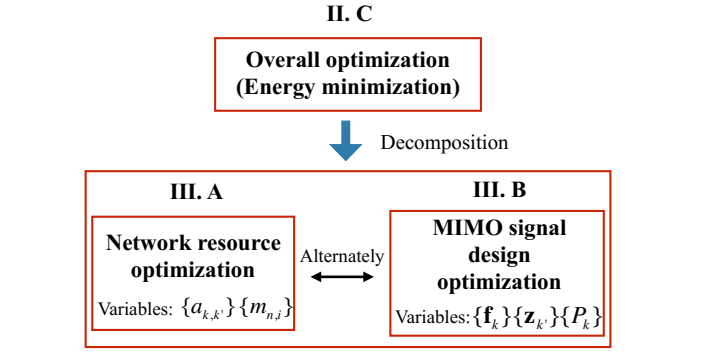 II. C
Overall optimization
(Energy minimization)
Decomposition
III. A
III. B
Network resource
optimization
Variables: {a_{k,k'}}{m_{n,i}}
Alternately
MIMO signal
design
optimization
Variables:{f_k}{z_{k'}}{P_k}